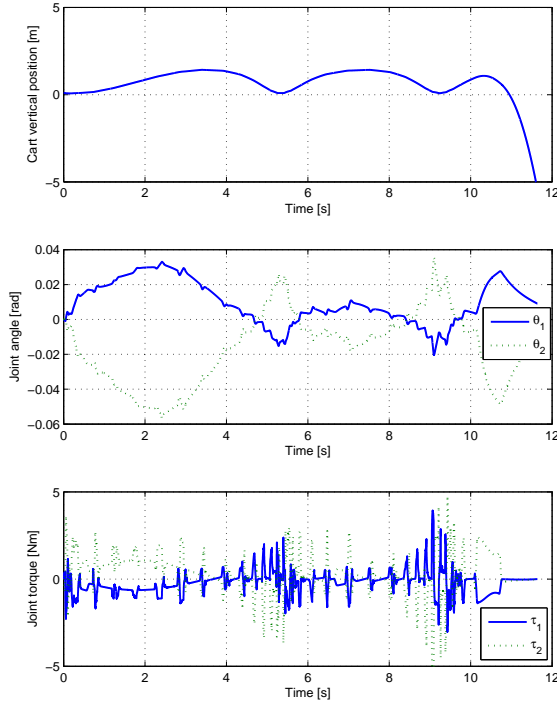 5
0
−5
Cart vertical position [m]
0 2 4 6 8 10 12
Time [s]
0.04
0.02
0
−0.02
−0.04
−0.06
Joint angle [rad]
θ1
θ2
0 2 4 6 8 10 12
Time [s]
5
0
−5
Joint torque [Nm]
τ1
τ2
0 2 4 6 8 10 12
Time [s]